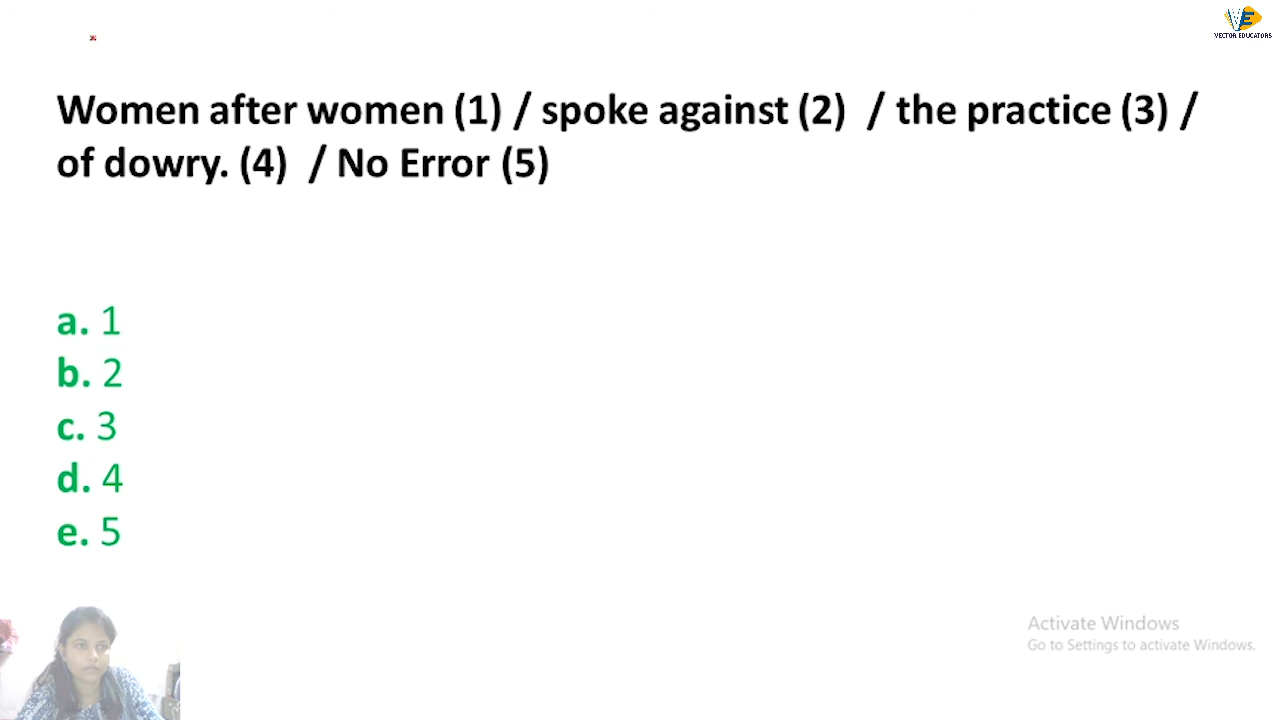 VECTOR EDUCATORS
Women after women (1) / spoke against (2) / the practice (3) /
of dowry. (4) / No Error (5)
a. 1
b. 2
c. 3
d. 4
e. 5
Activate Windows
Go to Settings to activate Windows.